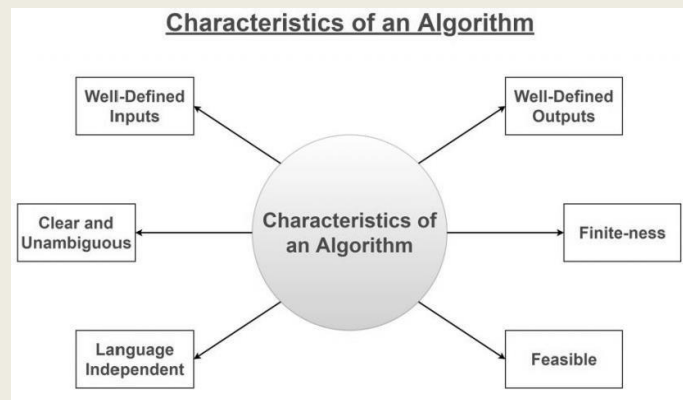 Characteristics of an Algorithm
Well-Defined
Inputs
Well-Defined
Outputs
Clear and
Unambiguous
Characteristics of
an Algorithm
Finite-ness
Language
Independent
Feasible